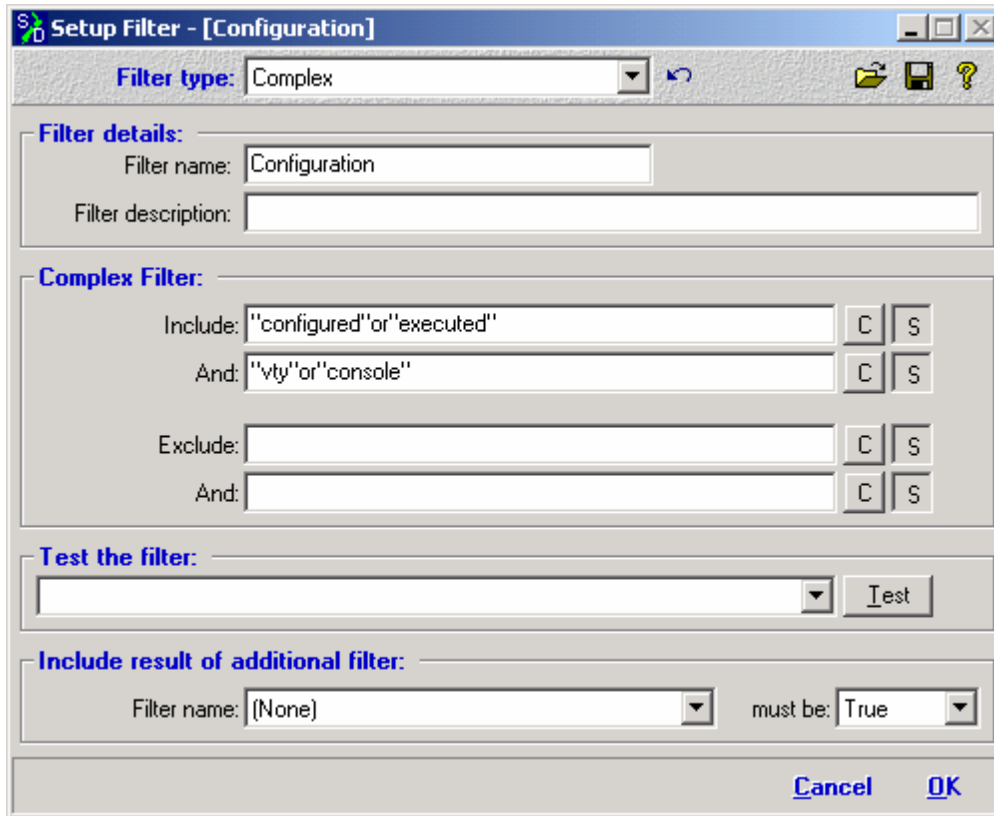 Setup Filter - [Configuration]
Filter type: Complex
Filter details:
Filter name: Configuration
Filter description:
Complex Filter:
Include: "configured"or"executed" C S
And: "vty"or"console" C S
Exclude: C S
And: C S
Test the filter:
Test
Include result of additional filter:
Filter name: (None) must be: True
Cancel OK